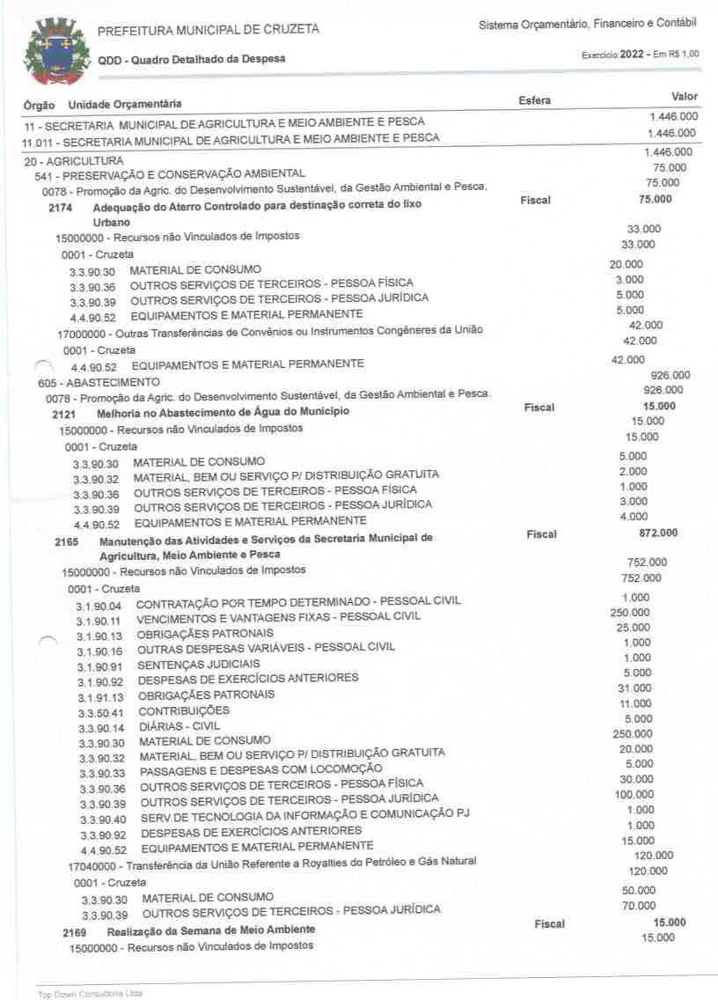 PREFEITURA MUNICIPAL DE CRUZETA
Sistema Orçamentário, Financeiro e Contábil
QDD - Quadro Detalhado da Despesa
Exercício:2022 - Em R$ 1,00
Órgão Unidade Orçamentária Esfera Valor
11 - SECRETARIA MUNICIPAL DE AGRICULTURA E MEIO AMBIENTE E PESCA 1.446.000
11.011 - SECRETARIA MUNICIPAL DE AGRICULTURA E MEIO AMBIENTE E PESCA 1.446.000
20 - AGRICULTURA 1.446.000
541 - PRESERVAÇÃO E CONSERVAÇÃO AMBIENTAL 75.000
0078 - Promoção da Agric. do Desenvolvimento Sustentável, da Gestão Ambiental e Pesca. 75.000
2174 Adequação do Aterro Controlado para destinação correta do lixo Fiscal 75.000
Urbano
15000000 - Recursos não Vinculados de Impostos 33.000
0001 - Cruzeta 33.000
3.3.90.30 MATERIAL DE CONSUMO 20.000
3.3.90.36 OUTROS SERVIÇOS DE TERCEIROS - PESSOA FÍSICA 3.000
3.3.90.39 OUTROS SERVIÇOS DE TERCEIROS - PESSOA JURÍDICA 5.000
4.4.90.52 EQUIPAMENTOS E MATERIAL PERMANENTE 5.000
17000000 - Outras Transferências de Convênios ou Instrumentos Congêneres da União 42.000
0001 - Cruzeta 42.000
4.4.90.52 EQUIPAMENTOS E MATERIAL PERMANENTE 42.000
605 - ABASTECIMENTO 926.000
0078 - Promoção da Agric. do Desenvolvimento Sustentável, da Gestão Ambiental e Pesca. 926.000
2121 Melhoria no Abastecimento de Água do Municipio Fiscal 15.000
15000000 - Recursos não Vinculados de Impostos 15.000
0001 - Cruzeta 15.000
3.3.90.30 MATERIAL DE CONSUMO 5.000
3.3.90.32 MATERIAL, BEM OU SERVIÇO P/ DISTRIBUIÇÃO GRATUITA 2.000
3.3.90.36 OUTROS SERVIÇOS DE TERCEIROS - PESSOA FÍSICA 1.000
3.3.90.39 OUTROS SERVIÇOS DE TERCEIROS - PESSOA JURÍDICA 3.000
4.4.90.52 EQUIPAMENTOS E MATERIAL PERMANENTE 4.000
2165 Manutenção das Atividades e Serviços da Secretaria Municipal de Fiscal 872.000
Agricultura, Meio Ambiente e Pesca
15000000 - Recursos não Vinculados de Impostos 752.000
0001 - Cruzeta 752.000
3.1.90.04 CONTRATAÇÃO POR TEMPO DETERMINADO - PESSOAL CIVIL 1.000
3.1.90.11 VENCIMENTOS E VANTAGENS FIXAS - PESSOAL CIVIL 250.000
3.1.90.13 OBRIGAÇÃES PATRONAIS 25.000
3.1.90.16 OUTRAS DESPESAS VARIÁVEIS - PESSOAL CIVIL 1.000
3.1.90.91 SENTENÇAS JUDICIAIS 1.000
3.1.90.92 DESPESAS DE EXERCÍCIOS ANTERIORES 5.000
3.1.91.13 OBRIGAÇÃES PATRONAIS 31.000
3.3.50.41 CONTRIBUIÇÕES 11.000
3.3.90.14 DIÁRIAS - CIVIL 5.000
3.3.90.30 MATERIAL DE CONSUMO 250.000
3.3.90.32 MATERIAL, BEM OU SERVIÇO P/ DISTRIBUIÇÃO GRATUITA 20.000
3.3.90.33 PASSAGENS E DESPESAS COM LOCOMOÇÃO 5.000
3.3.90.36 OUTROS SERVIÇOS DE TERCEIROS - PESSOA FÍSICA 30.000
3.3.90.39 OUTROS SERVIÇOS DE TERCEIROS - PESSOA JURÍDICA 100.000
3.3.90.40 SERV.DE TECNOLOGIA DA INFORMAÇÃO E COMUNICAÇÃO PJ 1.000
3.3.90.92 DESPESAS DE EXERCÍCIOS ANTERIORES 1.000
4.4.90.52 EQUIPAMENTOS E MATERIAL PERMANENTE 15.000
17040000 - Transferência da União Referente a Royalties do Petróleo e Gás Natural 120.000
0001 - Cruzeta 120.000
3.3.90.30 MATERIAL DE CONSUMO 50.000
3.3.90.39 OUTROS SERVIÇOS DE TERCEIROS - PESSOA JURÍDICA 70.000
2169 Realização da Semana de Meio Ambiente Fiscal 15.000
15000000 - Recursos não Vinculados de Impostos 15.000
Top Down Consultoria Ltda